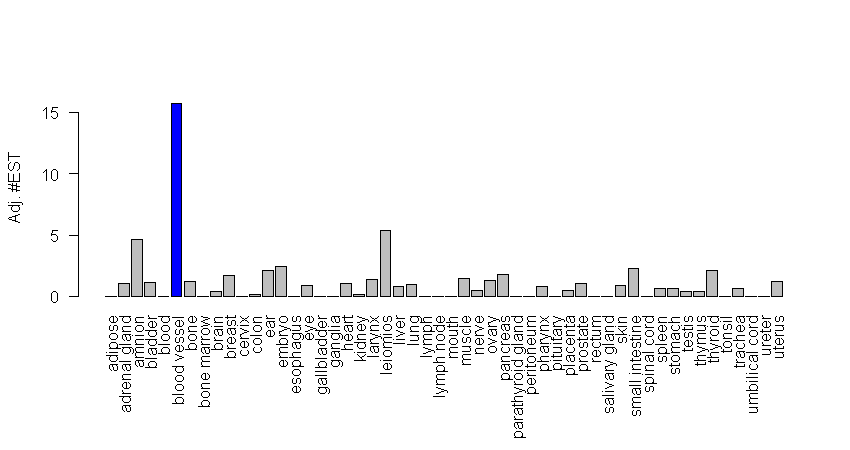 Adj. #EST
15
10
5
0
adipose
adrenal gland
amnion
bladder
blood
blood vessel
bone
bone marrow
brain
breast
cervix
colon
ear
embryo
esophagus
eye
gallbladder
ganglia
heart
kidney
larynx
leiomios
liver
lung
lymph
lymph node
mouth
muscle
nerve
ovary
pancreas
parathyroid gland
peritoneum
pharynx
pituitary
placenta
prostate
rectum
salivary gland
skin
small intestine
spinal cord
spleen
stomach
testis
thymus
thyroid
tonsil
trachea
umbilical cord
ureter
uterus